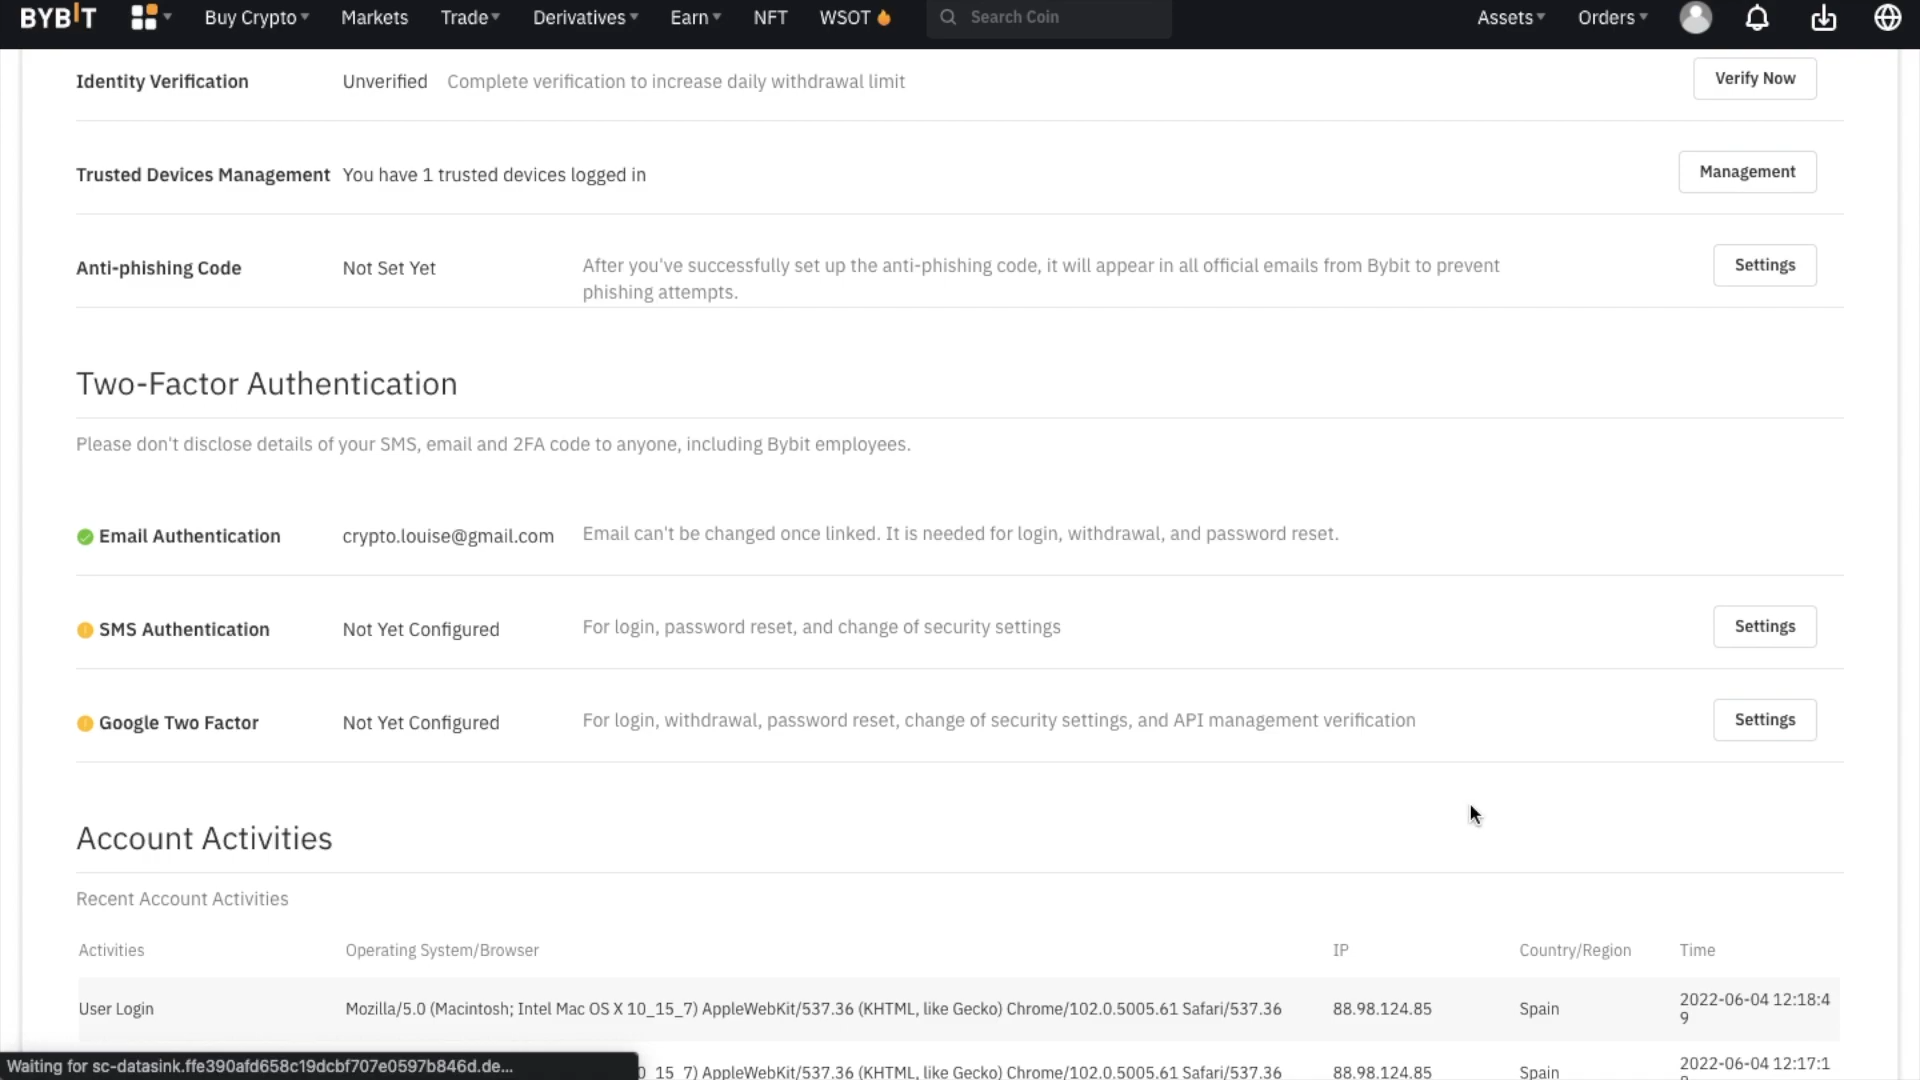 BYBIT Buy Crypto Markets Trade Derivatives Earn NFT WSOT Search Coin Assets Orders
Identity Verification Unverified Complete verification to increase daily withdrawal limit Verify Now
Trusted Devices Management You have 1 trusted devices logged in Management
Anti-phishing Code Not Set Yet After you've successfully set up the anti-phishing code, it will appear in all official emails from Bybit to prevent Settings
phishing attempts.
Two-Factor Authentication
Please don't disclose details of your SMS, email and 2FA code to anyone, including Bybit employees.
Email Authentication crypto.louise@gmail.com Email can't be changed once linked. It is needed for login, withdrawal, and password reset.
SMS Authentication Not Yet Configured For login, password reset, and change of security settings Settings
Google Two Factor Not Yet Configured For login, withdrawal, password reset, change of security settings, and API management verification Settings
Account Activities
Recent Account Activities
Activities Operating System/Browser IP Country/Region Time
User Login Mozilla/5.0 (Macintosh; Intel Mac OS X 10_15_7) AppleWebKit/537.36 (KHTML, like Gecko) Chrome/102.0.5005.61 Safari/537.36 88.98.124.85 Spain 2022-06-04 12:18:4
9
Waiting for sc-datasink.ffe390afd658c19dcbf707e0597b846d.de...
0_15_7) AppleWebKit/537.36 (KHTML, like Gecko) Chrome/102.0.5005.61 Safari/537.36 88.98.124.85 Spain 2022-06-04 12:17:1